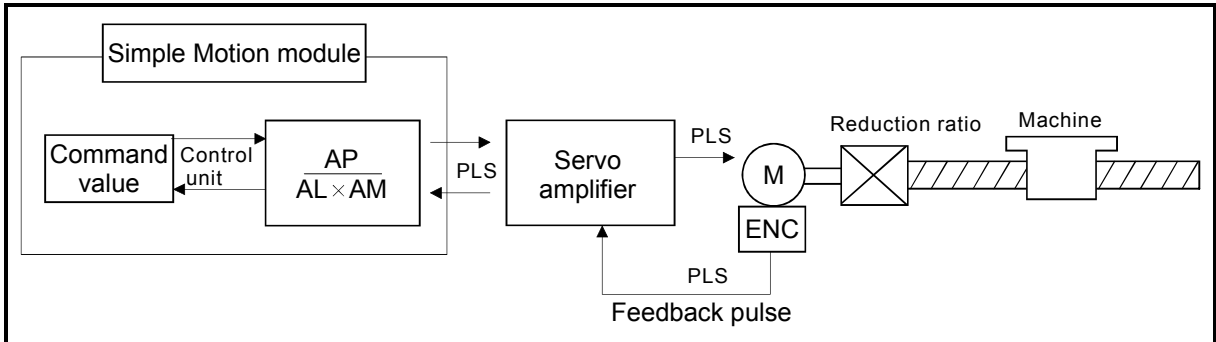 Simple Motion module
Command
value
Control
unit
AP
AL × AM
PLS
Servo
amplifier
PLS
M
ENC
Reduction ratio
Machine
PLS
Feedback pulse